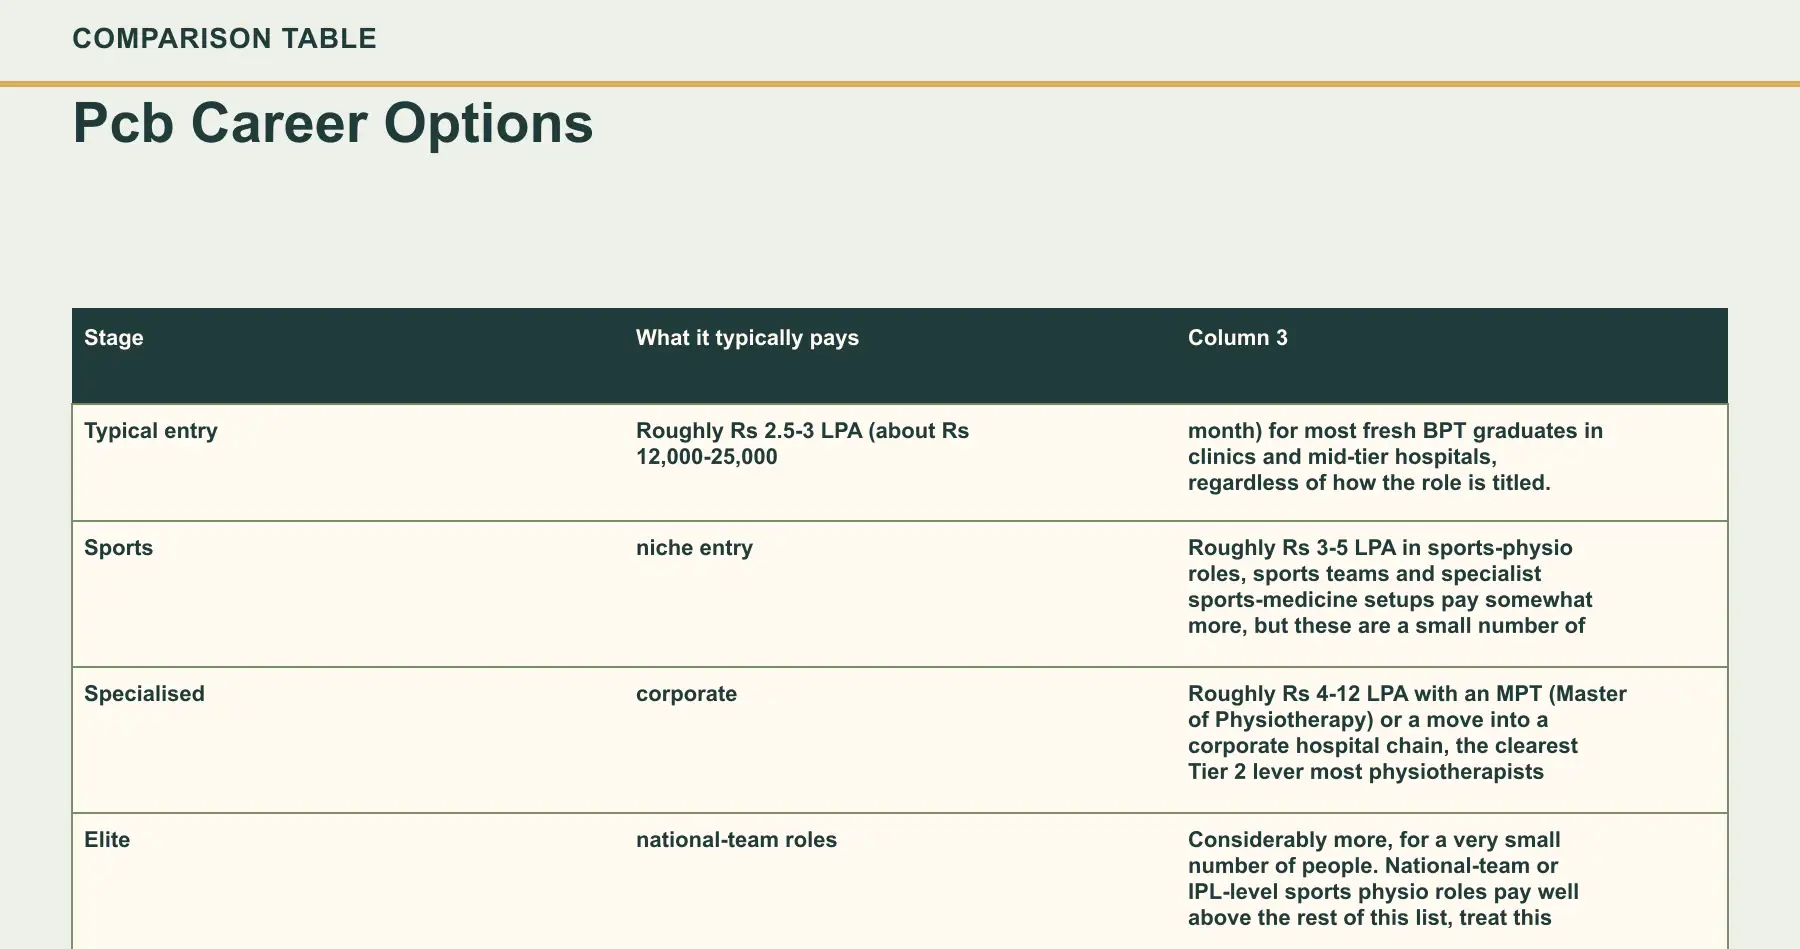 COMPARISON TABLE
Pcb Career Options
Stage
What it typically pays
Column 3
Typical entry
Roughly Rs 2.5-3 LPA (about Rs
12,000-25,000
month) for most fresh BPT graduates in
clinics and mid-tier hospitals,
regardless of how the role is titled.
Sports
niche entry
Roughly Rs 3-5 LPA in sports-physio
roles, sports teams and specialist
sports-medicine setups pay somewhat
more, but these are a small number of
Specialised
corporate
Roughly Rs 4-12 LPA with an MPT (Master
of Physiotherapy) or a move into a
corporate hospital chain, the clearest
Tier 2 lever most physiotherapists
Elite
national-team roles
Considerably more, for a very small
number of people. National-team or
IPL-level sports physio roles pay well
above the rest of this list, treat this